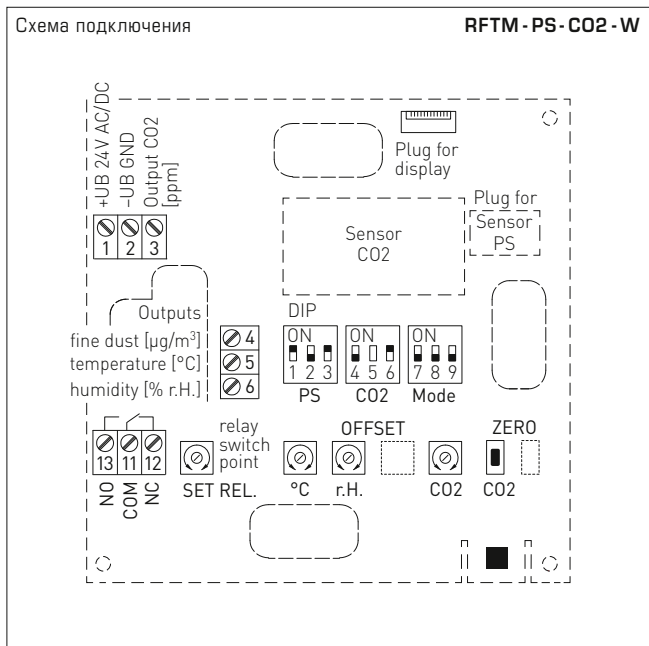 Схема подключения
RFTM-PS-CO2-W
+UB 24V AC/DC
-UB GND
Output CO2
[ppm]
1 2 3
Plug for
display
Plug for
Sensor
PS
Sensor
CO2
Outputs
fine dust [µg/m³]
temperature [°C]
humidity [% r.H.]
4
5
6
DIP
ON ON ON
1 2 3 4 5 6 7 8 9
PS CO2 Mode
13 11 12
NO
COM
NC
relay
switch
point
SET REL.
OFFSET
°C r.H. CO2
ZERO
CO2